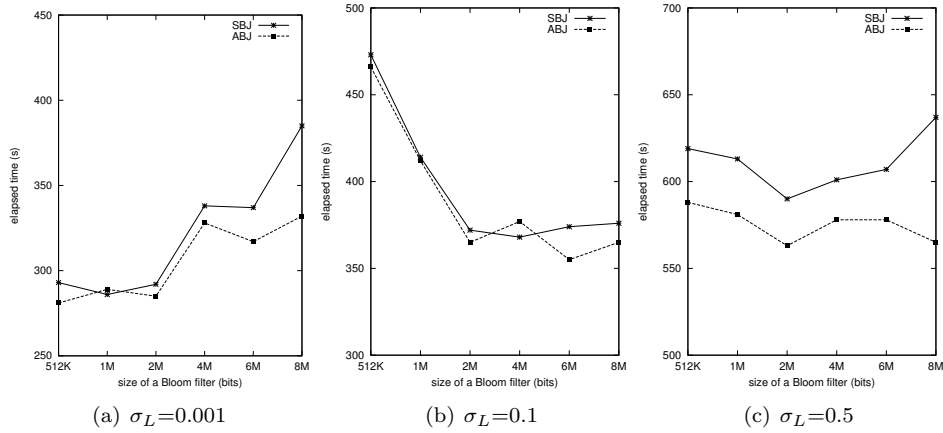 450
400
350
300
250
elapsed time (s)
SBJ
ABJ
512K 1M 2M 4M 6M 8M
size of a Bloom filter (bits)
(a) σL=0.001
500
450
400
350
300
elapsed time (s)
SBJ
ABJ
512K 1M 2M 4M 6M 8M
size of a Bloom filter (bits)
(b) σL=0.1
700
650
600
550
500
elapsed time (s)
SBJ
ABJ
512K 1M 2M 4M 6M 8M
size of a Bloom filter (bits)
(c) σL=0.5